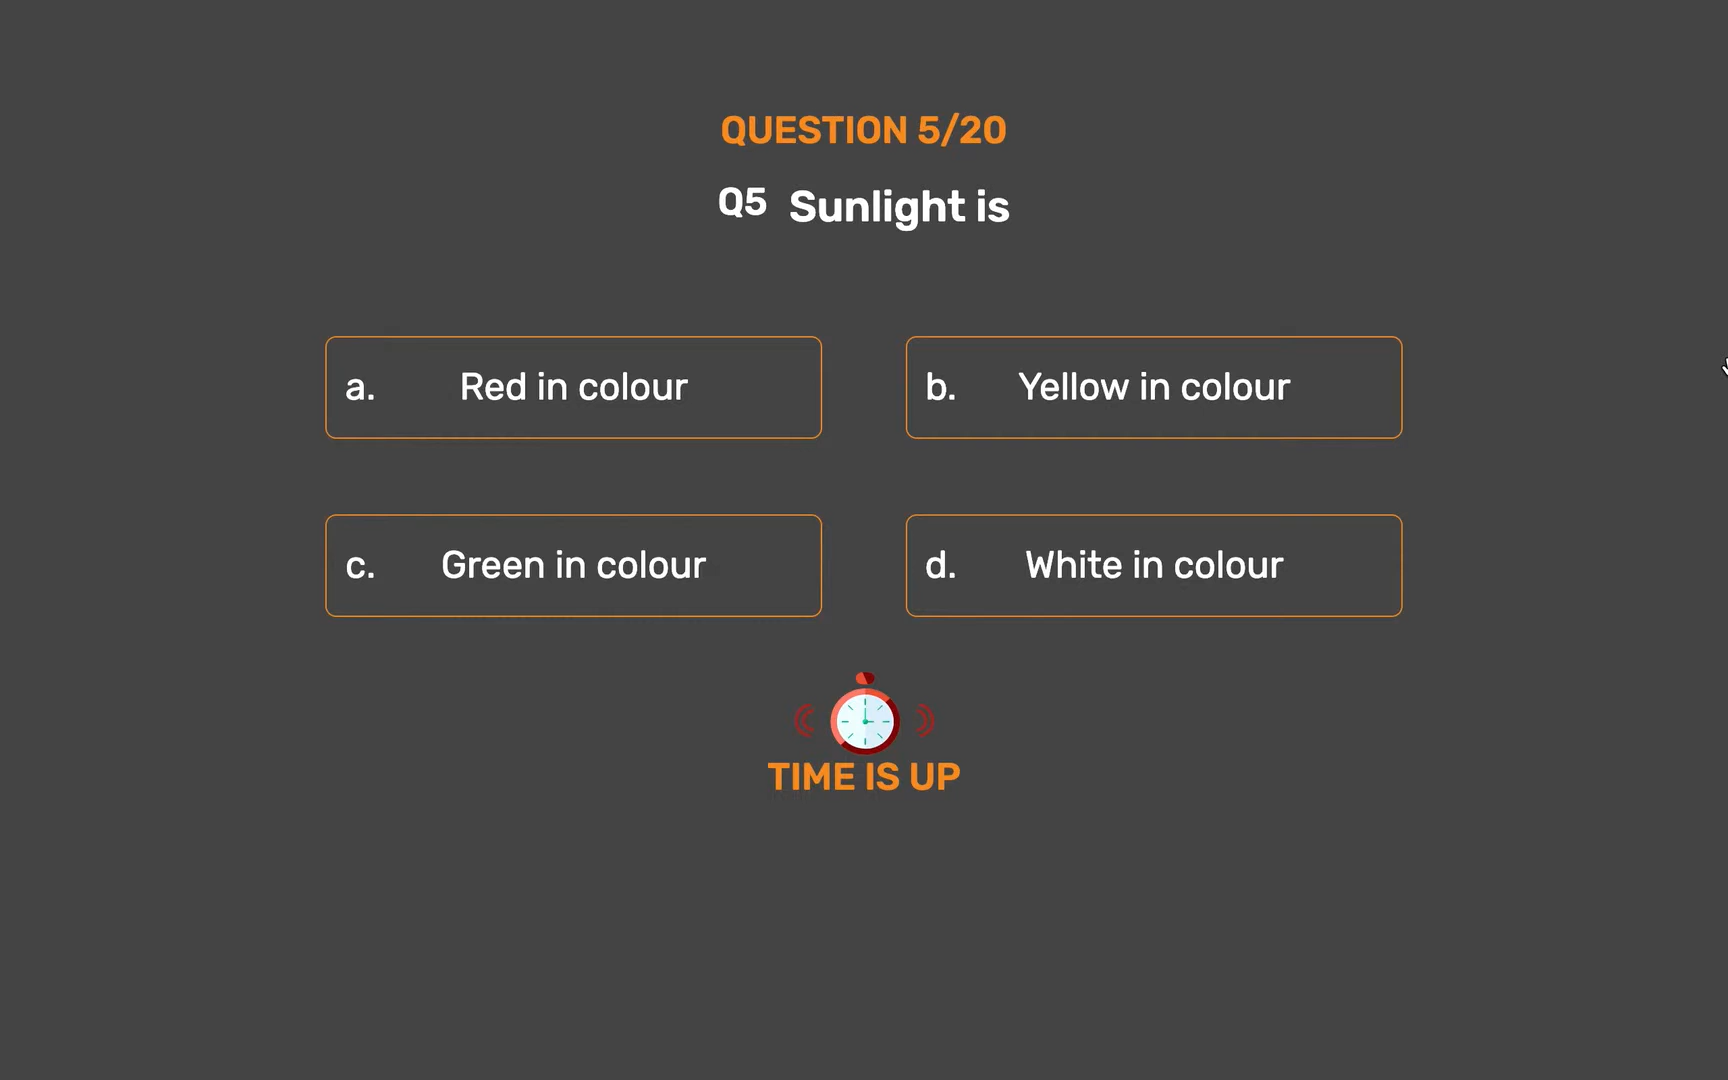 QUESTION 5/20
Q5 Sunlight is
a. Red in colour
b. Yellow in colour
c. Green in colour
d. White in colour
TIME IS UP